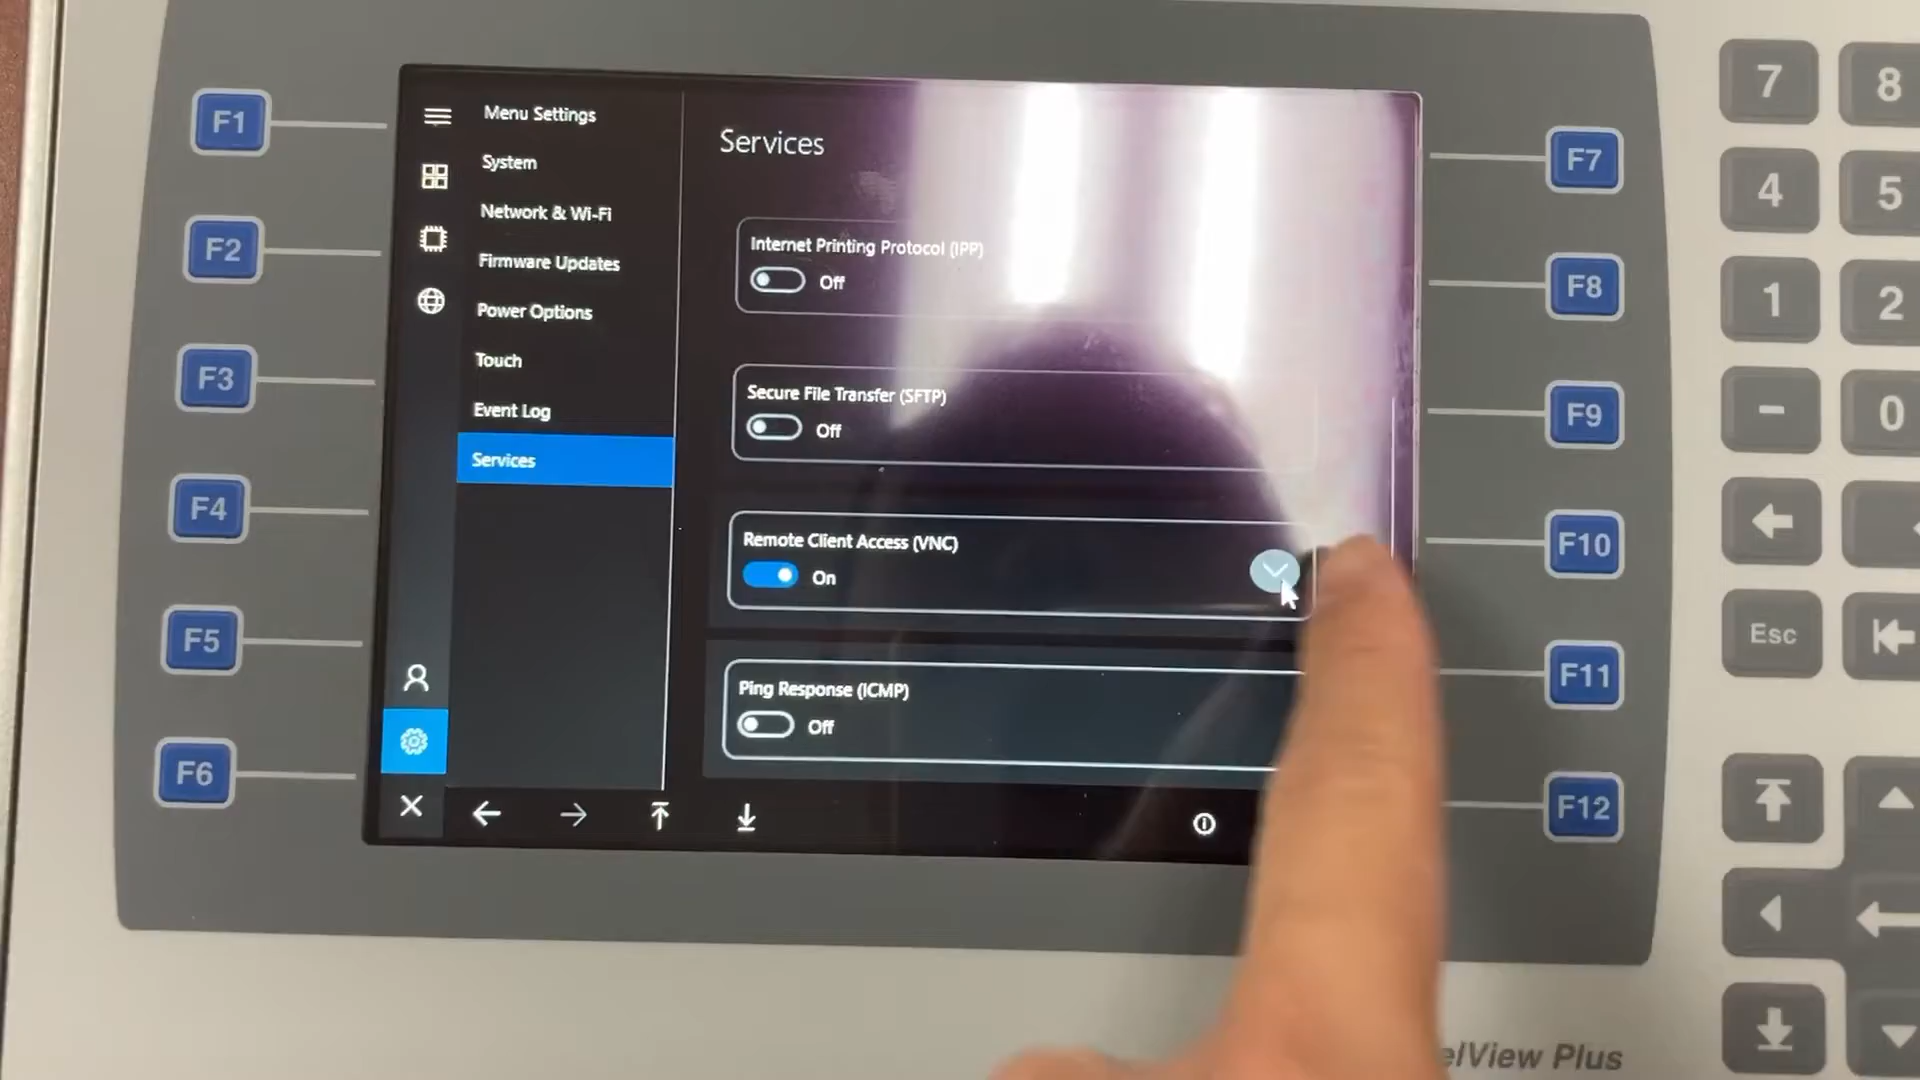 F1
F2
F3
F4
F5
F6
Menu Settings
System
Network & Wi-Fi
Firmware Updates
Power Options
Touch
Event Log
Services
Services
Internet Printing Protocol (IPP)
Off
Secure File Transfer (SFTP)
Off
Remote Client Access (VNC)
On
Ping Response (ICMP)
Off
F7
F8
F9
F10
F11
F12
7 8
4 5
1 2
- 0
Esc
elView Plus